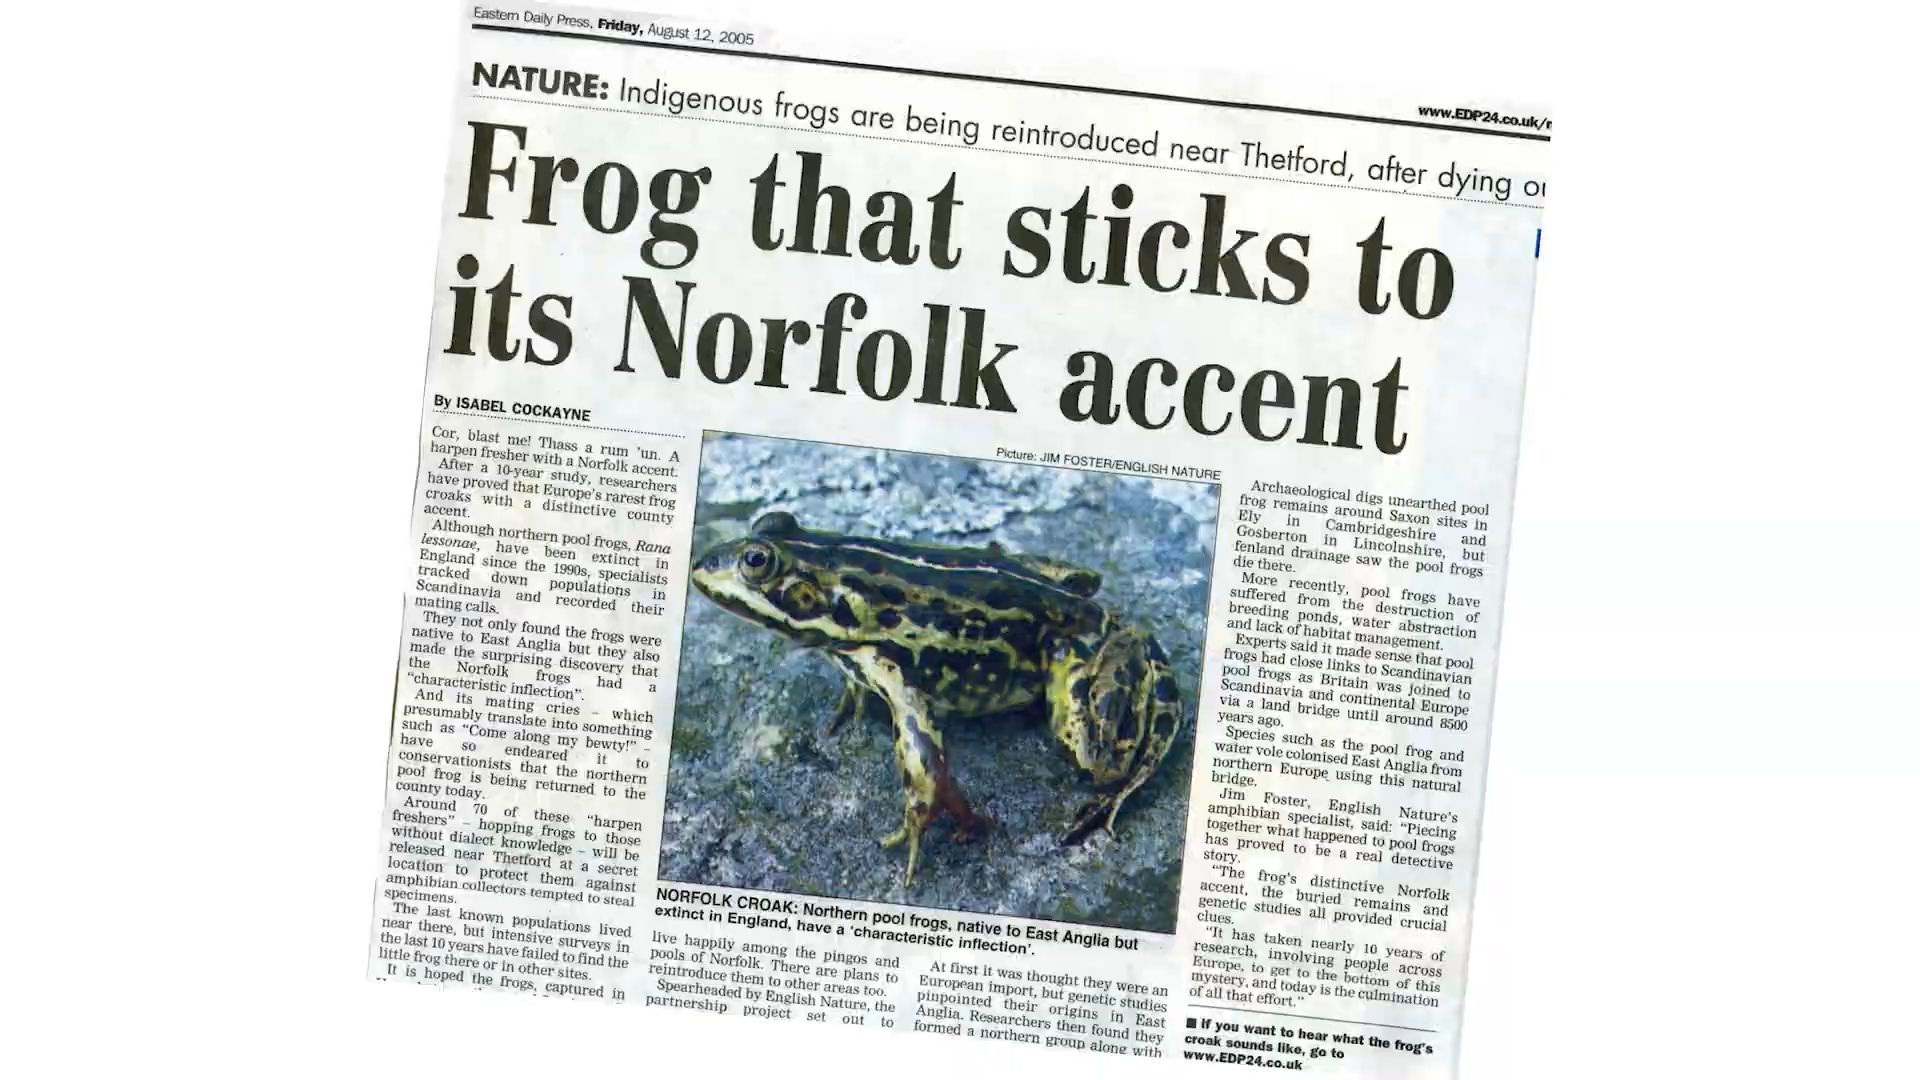 Eastern Daily Press, Friday, August 12, 2005
www.EDP24.co.uk/
NATURE: Indigenous frogs are being reintroduced near Thetford, after dying
Frog that sticks to
its Norfolk accent
By ISABEL COCKAYNE
Cor, blast me! Thass a rum 'un. A
harpen fresher with a Norfolk accent.
After a 10-year study, researchers
have proved that Europe's rarest frog
croaks with a distinctive county
accent.
Although northern pool frogs, Rana
lessonae, have been extinct in
England since the 1990s, specialists
tracked down populations in
Scandinavia and recorded their
mating calls.
They not only found the frogs were
native to East Anglia but they also
made the surprising discovery that
the Norfolk frogs had a
"characteristic inflection".
And its mating cries – which
presumably translate into something
such as "Come along my bewty!" –
have so endeared it to
conservationists that the northern
pool frog is being returned to the
county today.
Around 70 of these "harpen
freshers" – hopping frogs to those
without dialect knowledge – will be
released near Thetford at a secret
location to protect them against
amphibian collectors tempted to steal
specimens.
The last known populations lived
near there, but intensive surveys in
the last 10 years have failed to find the
little frog there or in other sites.
It is hoped the frogs, captured in
Picture: JIM FOSTER/ENGLISH NATURE
NORFOLK CROAK: Northern pool frogs, native to East Anglia but
extinct in England, have a 'characteristic inflection'.
live happily among the pingos and
pools of Norfolk. There are plans to
reintroduce them to other areas too.
Spearheaded by English Nature, the
partnership project set out to
At first it was thought they were an
European import, but genetic studies
pinpointed their origins in East
Anglia. Researchers then found they
formed a northern group along with
Archaeological digs unearthed pool
frog remains around Saxon sites in
Ely in Cambridgeshire and
Gosberton in Lincolnshire, but
fenland drainage saw the pool frogs
die there.
More recently, pool frogs have
suffered from the destruction of
breeding ponds, water abstraction
and lack of habitat management.
Experts said it made sense that pool
frogs had close links to Scandinavian
pool frogs as Britain was joined to
Scandinavia and continental Europe
via a land bridge until around 8500
years ago.
Species such as the pool frog and
water vole colonised East Anglia from
northern Europe using this natural
bridge.
Jim Foster, English Nature's
amphibian specialist, said: "Piecing
together what happened to pool frogs
has proved to be a real detective
story.
"The frog's distinctive Norfolk
accent, the buried remains and
genetic studies all provided crucial
clues.
"It has taken nearly 10 years of
research, involving people across
Europe, to get to the bottom of this
mystery, and today is the culmination
of all that effort."
■ If you want to hear what the frog's
croak sounds like, go to
www.EDP24.co.uk